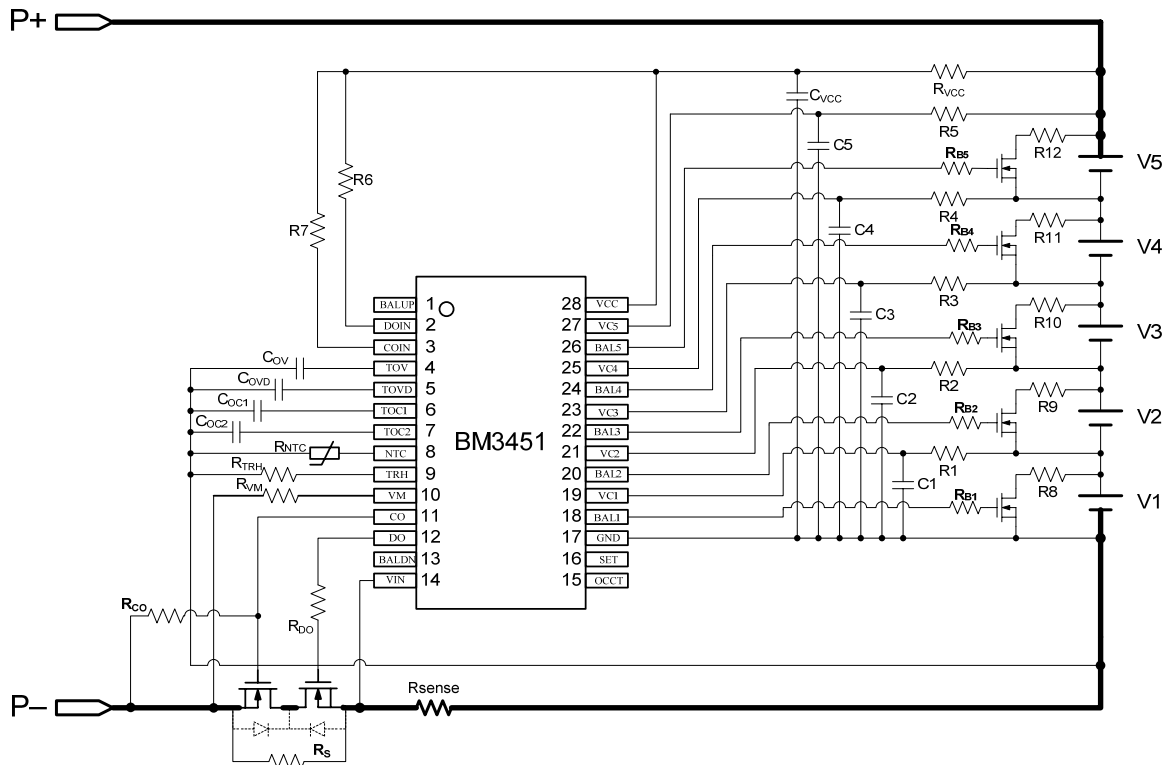 P+
RVCC
CVCC
R5
C5
R12
RB5
V5
R6
R4
C4
R11
RB4
V4
R7
R3
C3
R10
RB3
V3
R2
C2
R9
RB2
V2
R1
C1
R8
RB1
V1
BM3451
BALUP 1
DOIN 2
COIN 3
COV TOV 4
COVD TOVD 5
COC1 TOC1 6
COC2 TOC2 7
RNTC NTC 8
RTRH TRH 9
RVM VM 10
CO 11
DO 12
BALDN 13
VIN 14
28 VCC
27 VC5
26 BAL5
25 VC4
24 BAL4
23 VC3
22 BAL3
21 VC2
20 BAL2
19 VC1
18 BAL1
17 GND
16 SET
15 OCCT
RCO
RDO
Rsense
P–
RS